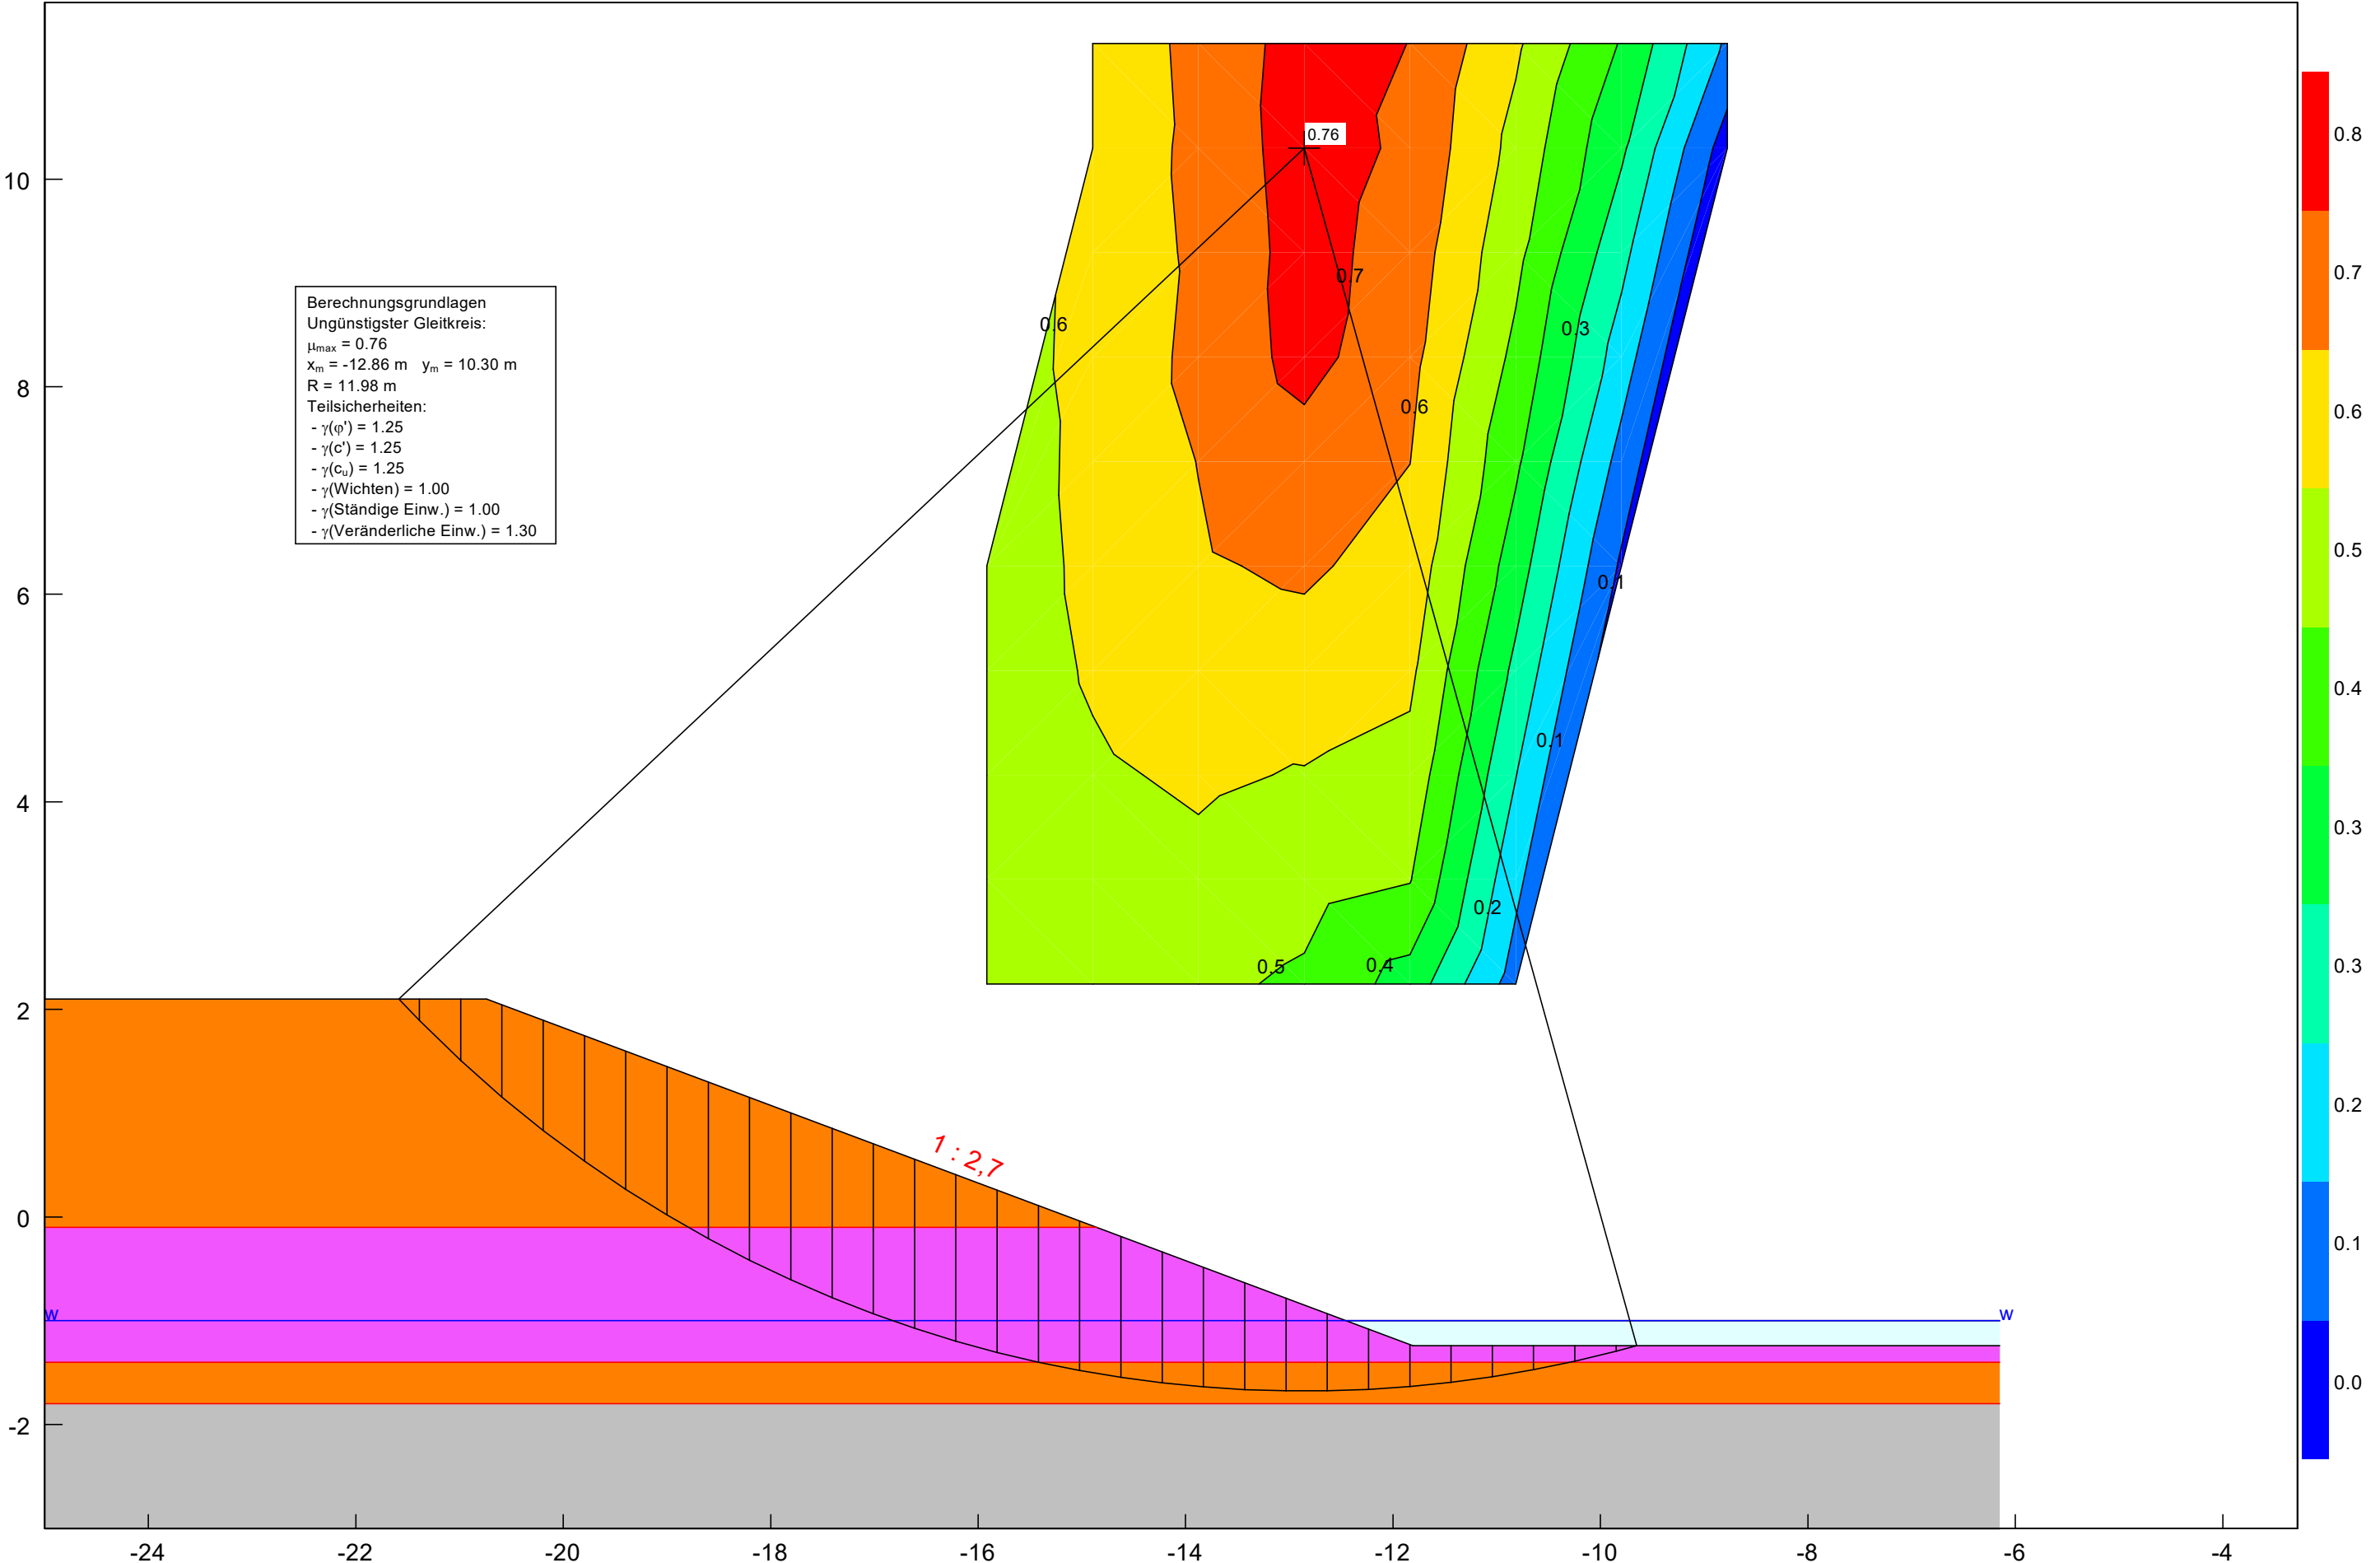 0.76
0.8
10
0.7
0.7
Berechnungsgrundlagen
Ungünstigster Gleitkreis:
μmax = 0.76
xm = -12.86 m   ym = 10.30 m
R = 11.98 m
Teilsicherheiten:
- γ(φ') = 1.25
- γ(c') = 1.25
- γ(cu) = 1.25
- γ(Wichten) = 1.00
- γ(Ständige Einw.) = 1.00
- γ(Veränderliche Einw.) = 1.30
0.6
0.3
8
0.6
0.6
0.5
6
0.1
0.4
0.1
4
0.3
0.2
0.5
0.4
0.3
2
0.2
1 : 2,7
0
0.1
w
w
0.0
-2
-24
-22
-20
-18
-16
-14
-12
-10
-8
-6
-4